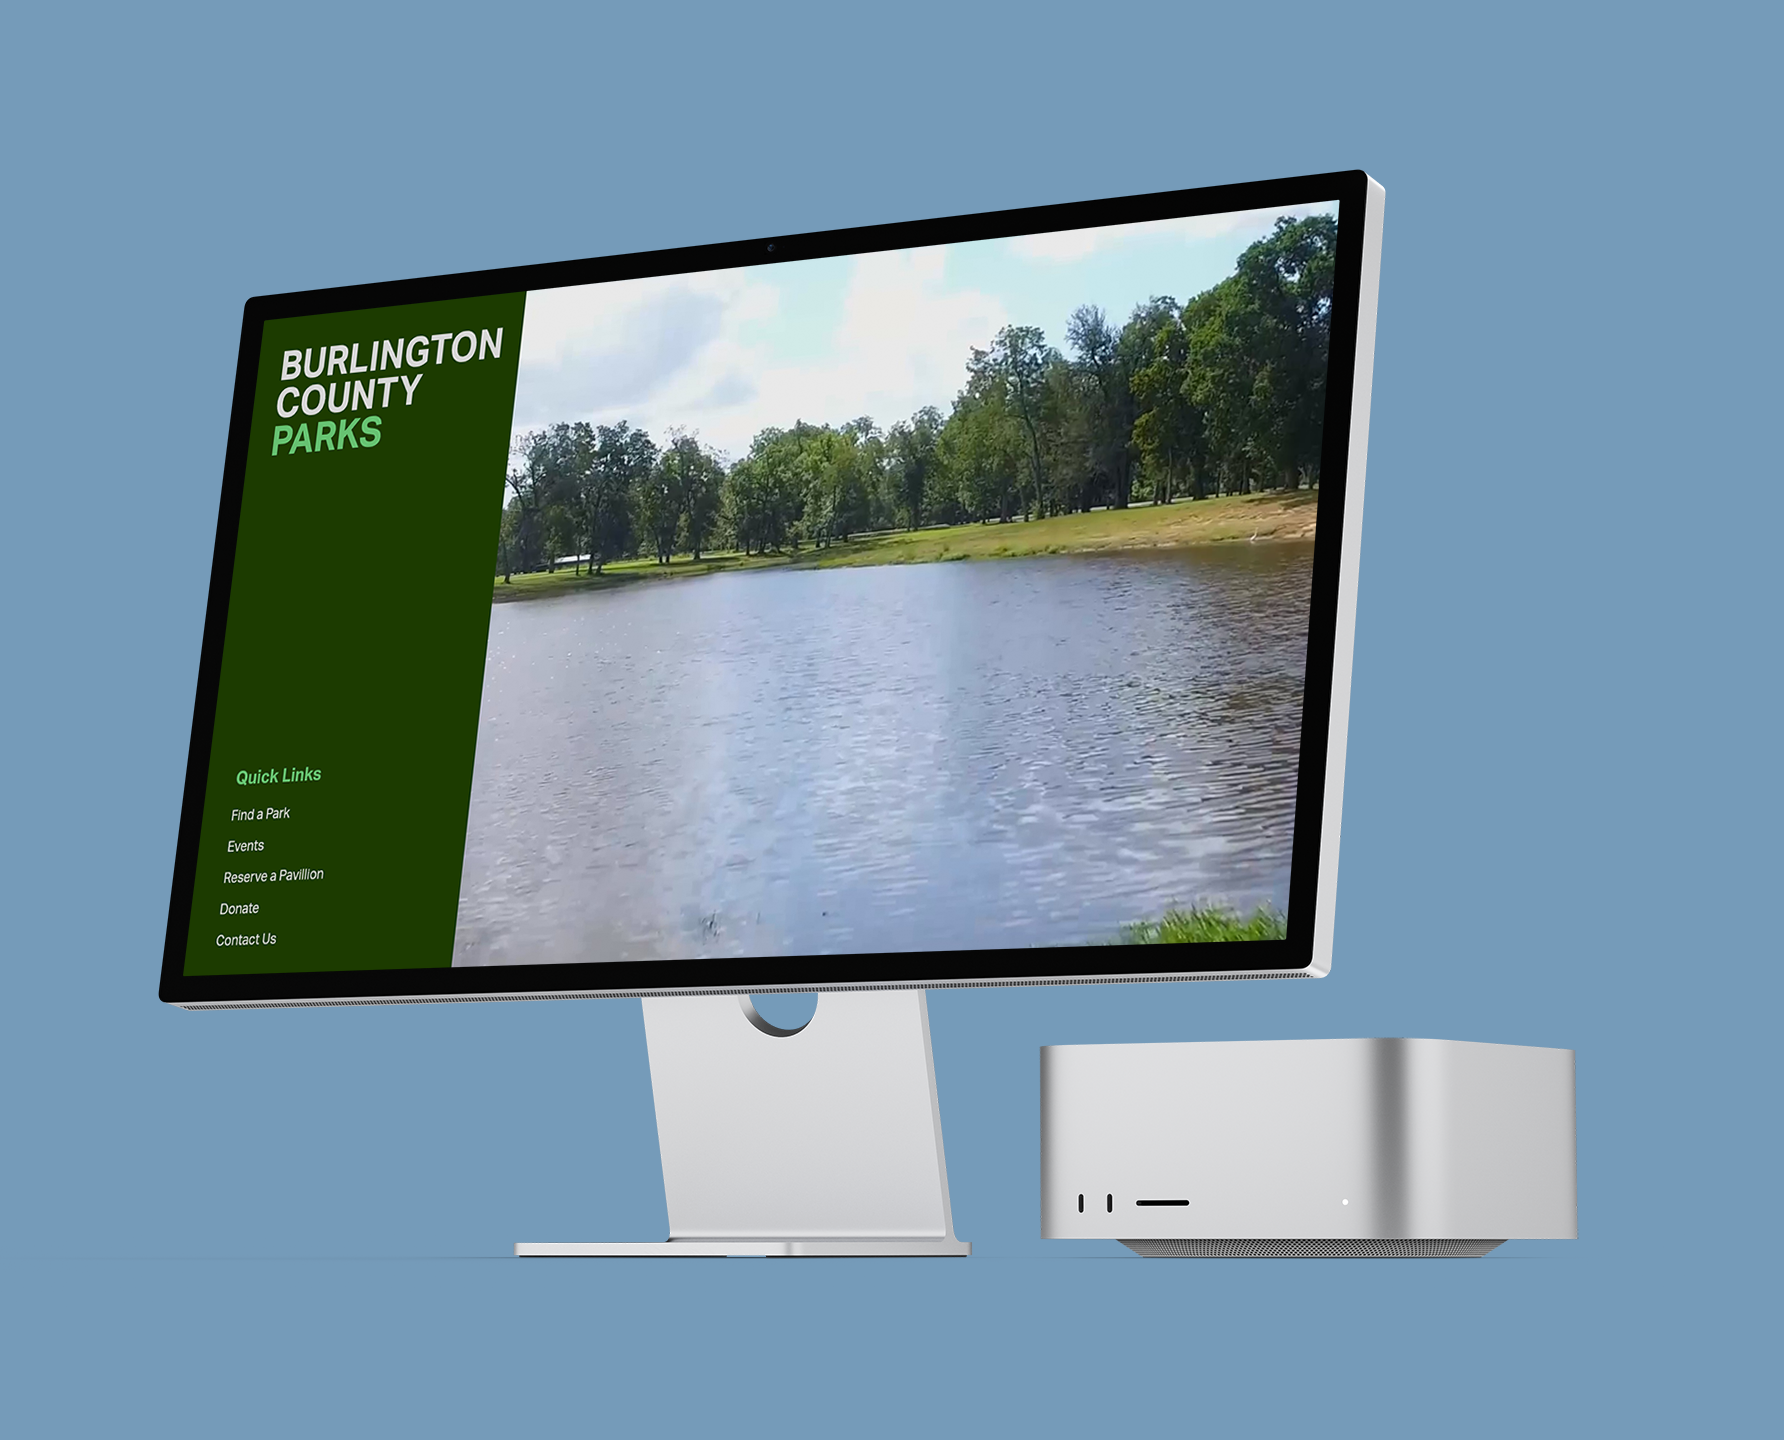 BURLINGTON
COUNTY
PARKS
Quick Links
Find a Park
Events
Reserve a Pavillion
Donate
Contact Us